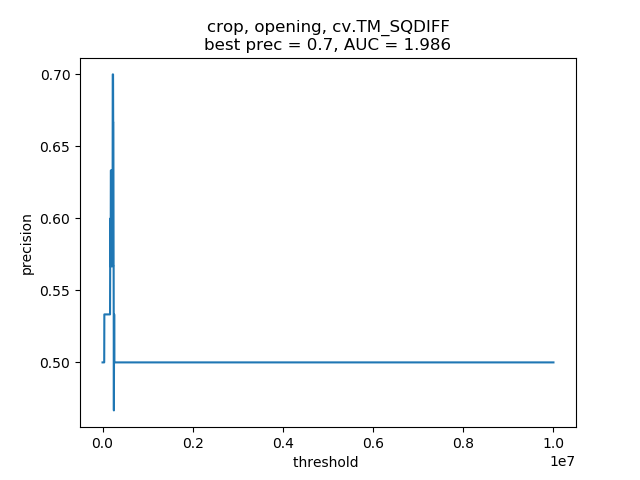 crop, opening, cv.TM_SQDIFF
best prec = 0.7, AUC = 1.986
0.70
0.65
0.60
0.55
0.50
precision
0.0 0.2 0.4 0.6 0.8 1.0
1e7
threshold